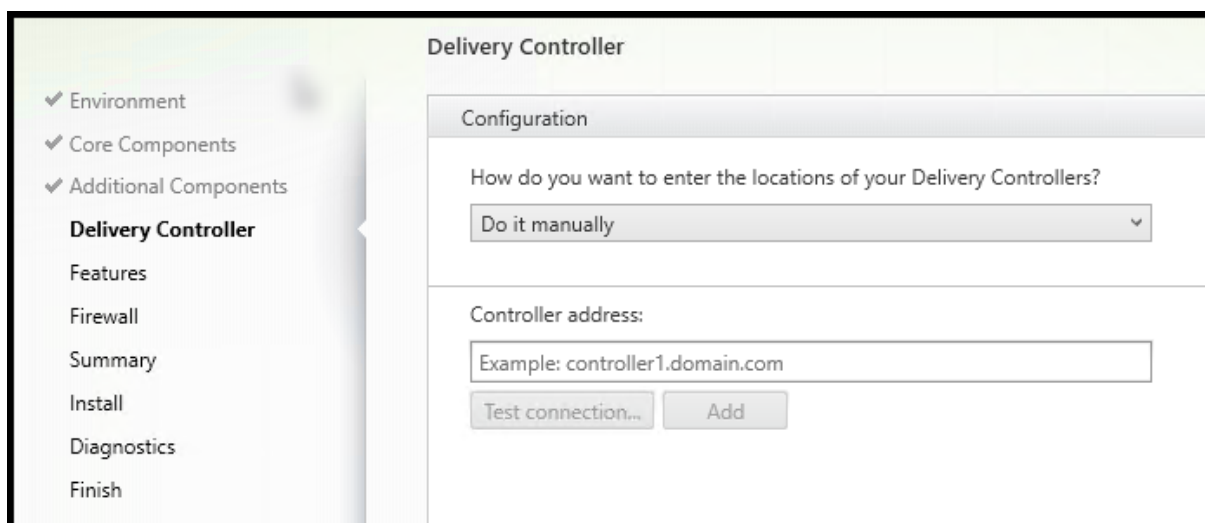 Delivery Controller
Environment
Core Components
Additional Components
Delivery Controller
Features
Firewall
Summary
Install
Diagnostics
Finish
Configuration
How do you want to enter the locations of your Delivery Controllers?
Do it manually
Controller address:
Example: controller1.domain.com
Test connection... Add